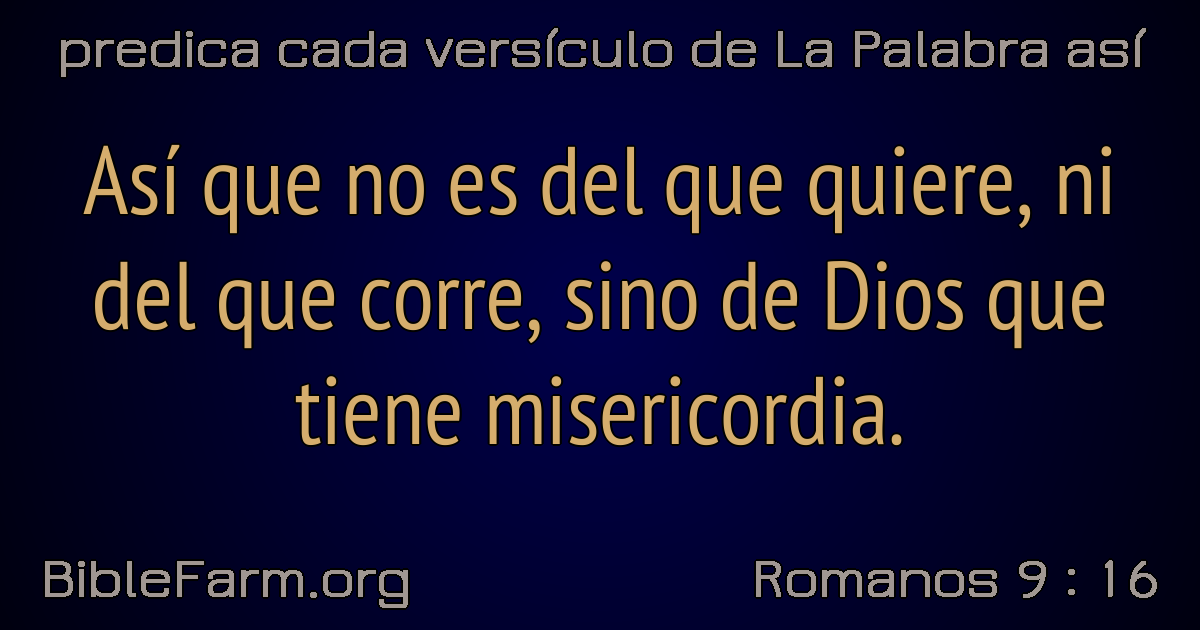 predica cada versículo de La Palabra así
Así que no es del que quiere, ni
del que corre, sino de Dios que
tiene misericordia.
BibleFarm.org
Romanos 9 : 16